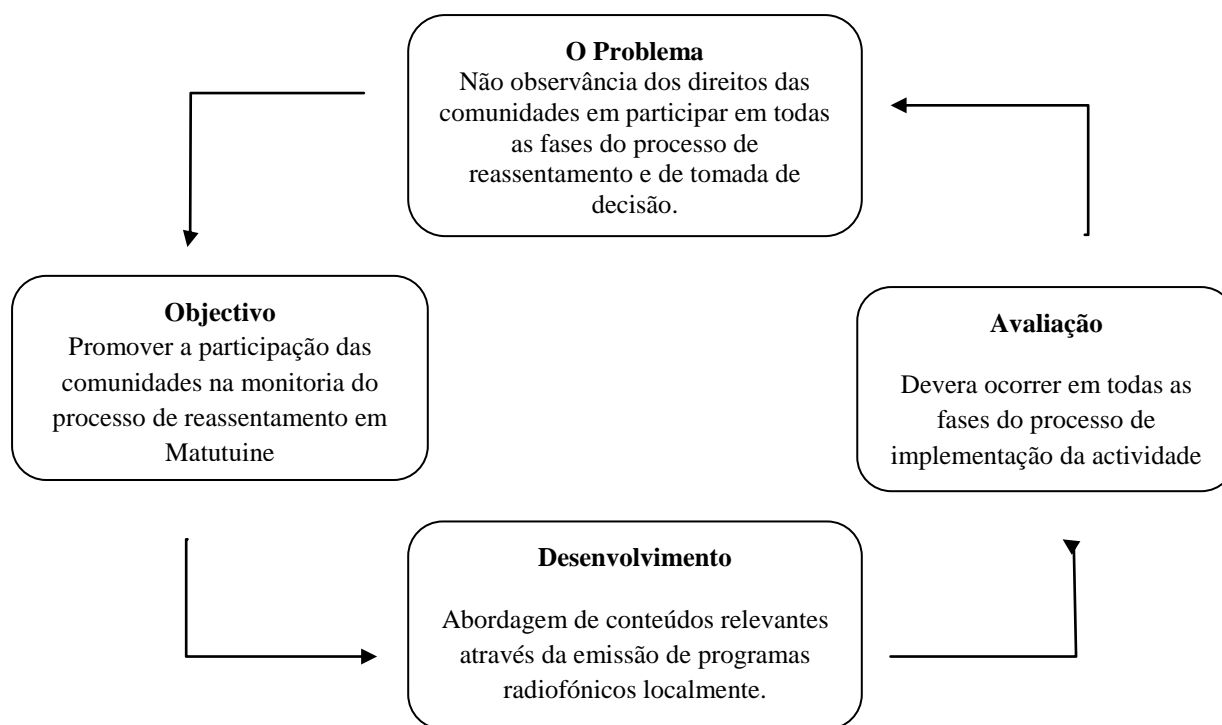 O Problema
Não observância dos direitos das
comunidades em participar em todas
as fases do processo de
reassentamento e de tomada de
decisão.
Objectivo
Promover a participação das
comunidades na monitoria do
processo de reassentamento em
Matutuine
Avaliação
Devera ocorrer em todas as
fases do processo de
implementação da actividade
Desenvolvimento
Abordagem de conteúdos relevantes
através da emissão de programas
radiofónicos localmente.